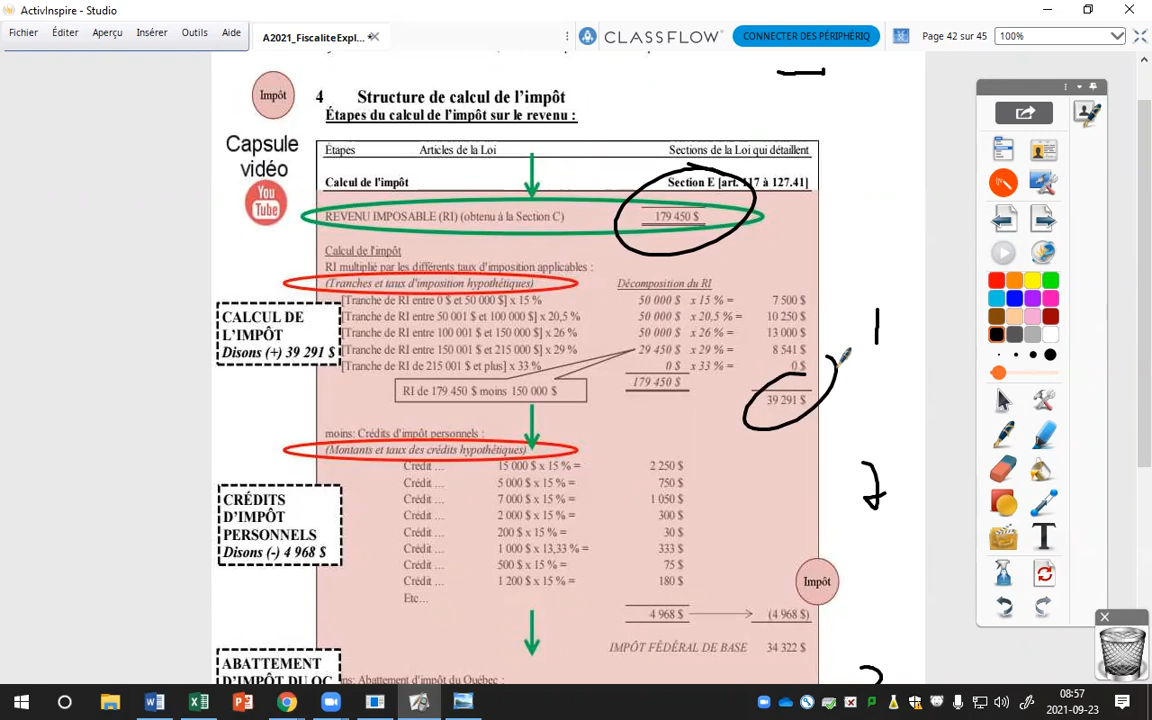 ActivInspire - Studio
Fichier Éditer Aperçu Insérer Outils Aide
A2021_FiscaliteExpl...
CLASSFLOW
CONNECTER DES PÉRIPHÉRIQ
Page 42 sur 45
100%
Impôt
4 Structure de calcul de l'impôt
Étapes du calcul de l'impôt sur le revenu :
Capsule
vidéo
You
Tube
Étapes Articles de la Loi Sections de la Loi qui détaillent
Calcul de l'impôt Section E [art. 117 à 127.41]
REVENU IMPOSABLE (RI) (obtenu à la Section C) 179 450 $
Calcul de l'impôt
RI multiplié par les différents taux d'imposition applicables :
(Tranches et taux d'imposition hypothétiques) Décomposition du RI
[Tranche de RI entre 0 $ et 50 000 $] x 15 % 50 000 $ x 15 % = 7 500 $
[Tranche de RI entre 50 001 $ et 100 000 $] x 20,5 % 50 000 $ x 20,5 % = 10 250 $
[Tranche de RI entre 100 001 $ et 150 000 $] x 26 % 50 000 $ x 26 % = 13 000 $
[Tranche de RI entre 150 001 $ et 215 000 $] x 29 % 29 450 $ x 29 % = 8 541 $
[Tranche de RI de 215 001 $ et plus] x 33 % 0 $ x 33 % = 0 $
179 450 $
RI de 179 450 $ moins 150 000 $
39 291 $
CALCUL DE
L'IMPÔT
Disons (+) 39 291 $
1
moins: Crédits d'impôt personnels :
(Montants et taux des crédits hypothétiques)
Crédit ... 15 000 $ x 15 % = 2 250 $
Crédit ... 5 000 $ x 15 % = 750 $
Crédit ... 7 000 $ x 15 % = 1 050 $
Crédit ... 2 000 $ x 15 % = 300 $
Crédit ... 200 $ x 15 % = 30 $
Crédit ... 1 000 $ x 13,33 % = 333 $
Crédit ... 500 $ x 15 % = 75 $
Crédit ... 1 200 $ x 15 % = 180 $
Etc...
4 968 $ (4 968 $)
CRÉDITS
D'IMPÔT
PERSONNELS
Disons (-) 4 968 $
2
Impôt
IMPÔT FÉDÉRAL DE BASE 34 322 $
ABATTEMENT
D'IMPÔT DU QC
ns: Abattement d'impôt du Québec :
08:57
2021-09-23